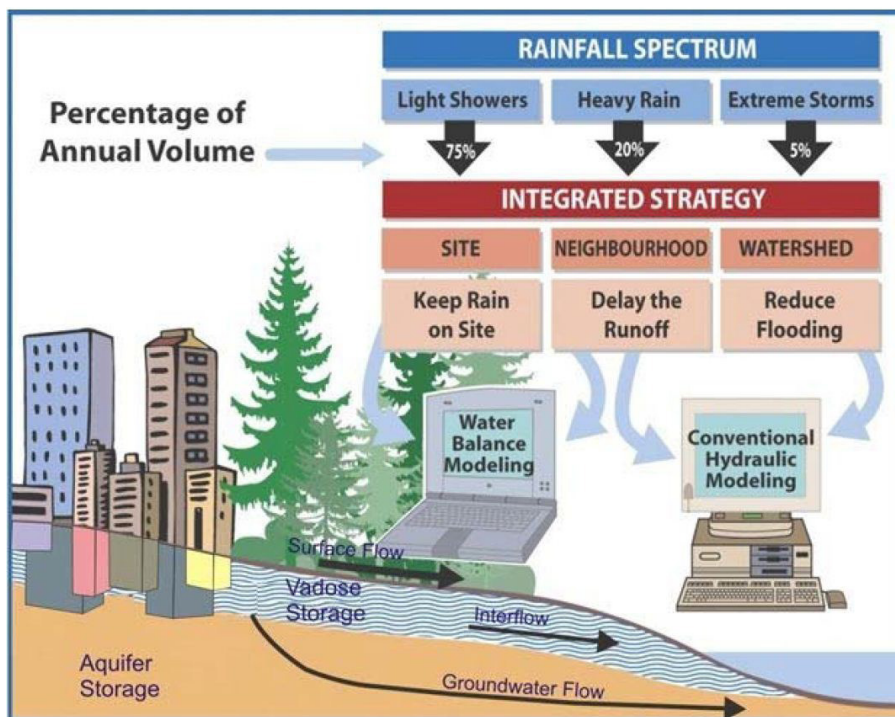 RAINFALL SPECTRUM
Light Showers
Heavy Rain
Extreme Storms
Percentage of
Annual Volume
75%
20%
5%
INTEGRATED STRATEGY
SITE
NEIGHBOURHOOD
WATERSHED
Keep Rain
on Site
Delay the
Runoff
Reduce
Flooding
Water
Balance
Modeling
Conventional
Hydraulic
Modeling
Surface Flow
Vadose
Storage
Interflow
Aquifer
Storage
Groundwater Flow